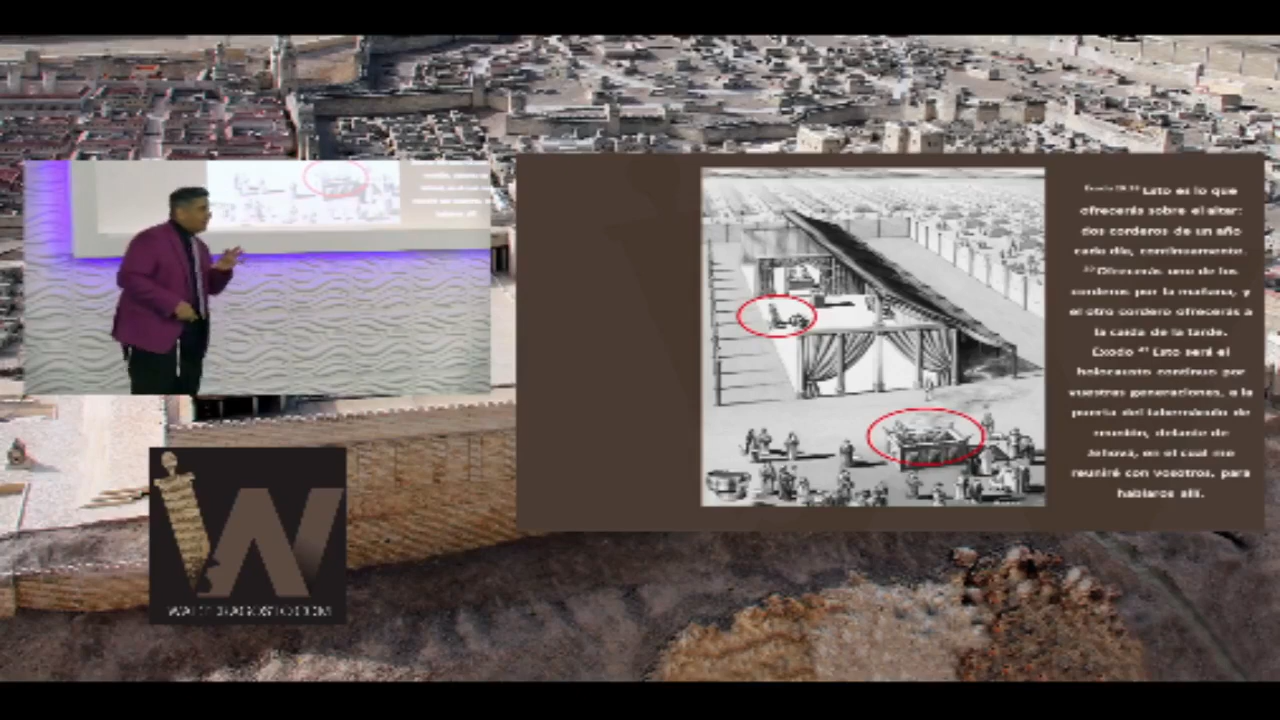 Esto es lo que
ofrecerás sobre el altar:
dos corderos de un año
cada día, continuamente.
39 Ofrecerás uno de los
corderos por la mañana, y
el otro cordero ofrecerás a
la caída de la tarde.
Éxodo 42 Esto será el
holocausto continuo por
vuestras generaciones, a la
puerta del tabernáculo de
reunión, delante de
Jehová, en el cual me
reuniré con vosotros, para
hablaros allí.
W